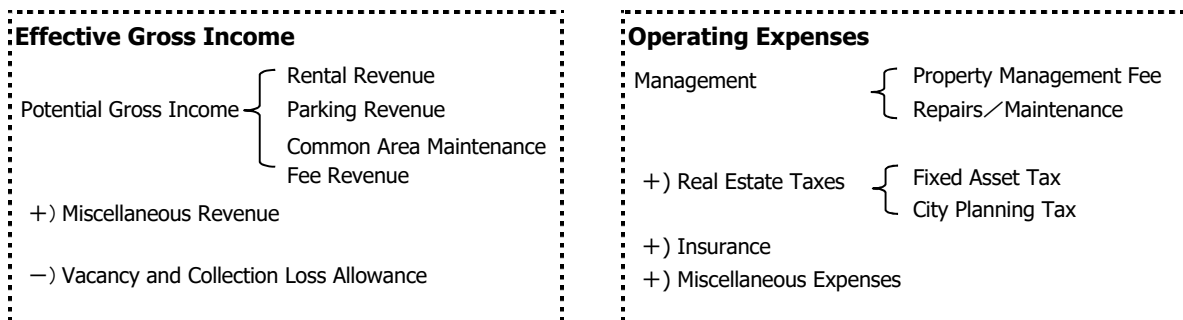 Effective Gross Income
Potential Gross Income
Rental Revenue
Parking Revenue
Common Area Maintenance
Fee Revenue
+) Miscellaneous Revenue
－) Vacancy and Collection Loss Allowance
Operating Expenses
Management
Property Management Fee
Repairs／Maintenance
+) Real Estate Taxes
Fixed Asset Tax
City Planning Tax
+) Insurance
+) Miscellaneous Expenses